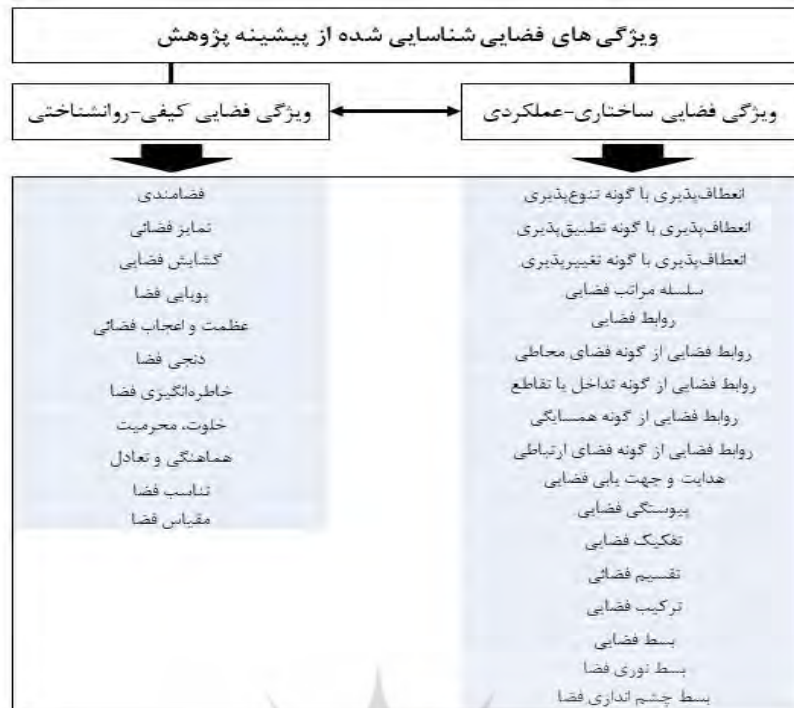 ویژگی های فضایی شناسایی شده از پیشینه پژوهش
ویژگی فضایی ساختاری-عملکردی
ویژگی فضایی کیفی-روانشناختی
انعطاف‌پذیری با گونه تنوع‌پذیری
انعطاف‌پذیری با گونه تطبیق‌پذیری
انعطاف‌پذیری با گونه تغییرپذیری
سلسله مراتب فضایی
روابط فضایی
روابط فضایی از گونه فضای محاطی
روابط فضایی از گونه تداخل یا تقاطع
روابط فضایی از گونه همسایگی
روابط فضایی از گونه فضای ارتباطی
هدایت و جهت یابی فضایی
پیوستگی فضایی
تفکیک فضایی
تقسیم فضائی
ترکیب فضایی
بسط فضایی
بسط نوری فضا
بسط چشم اندازی فضا
فضامندی
تمایز فضائی
گشایش فضایی
پویایی فضا
عظمت و اعجاب فضائی
دنجی فضا
خاطره‌انگیزی فضا
خلوت، محرمیت
هماهنگی و تعادل
تناسب فضا
مقیاس فضا